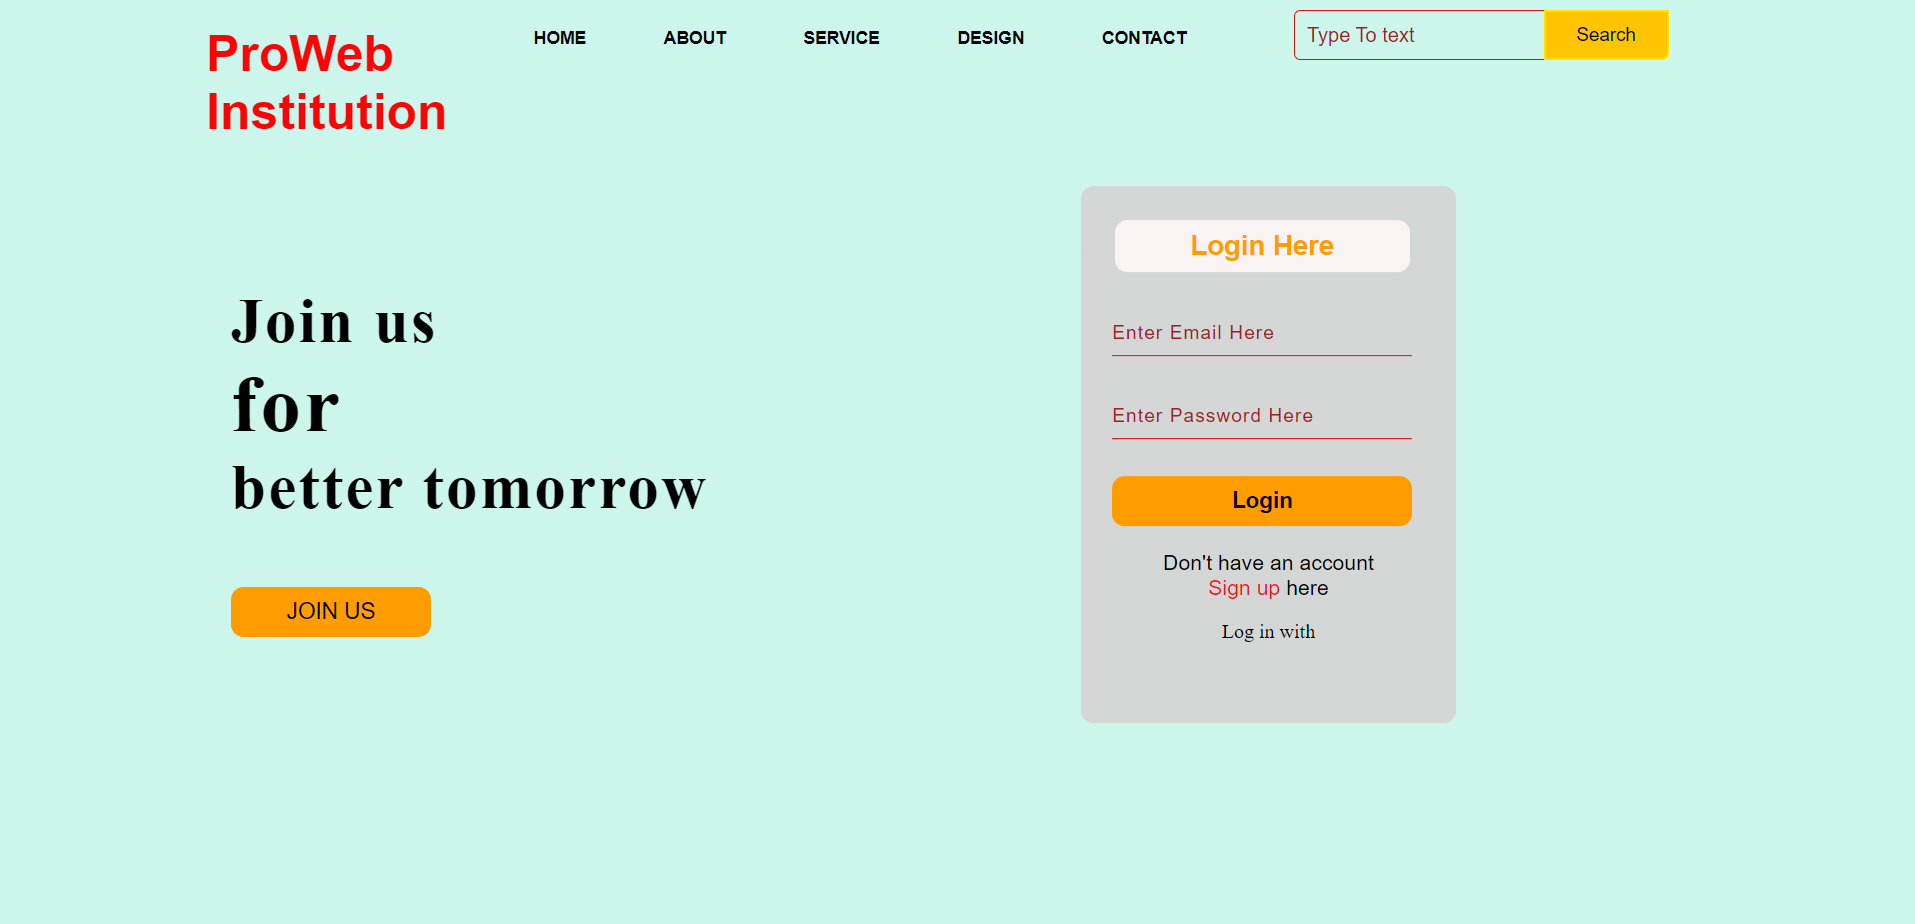 ProWeb
Institution
HOME
ABOUT
SERVICE
DESIGN
CONTACT
Type To text
Search
Join us
for
better tomorrow
JOIN US
Login Here
Enter Email Here
Enter Password Here
Login
Don't have an account
Sign up here
Log in with